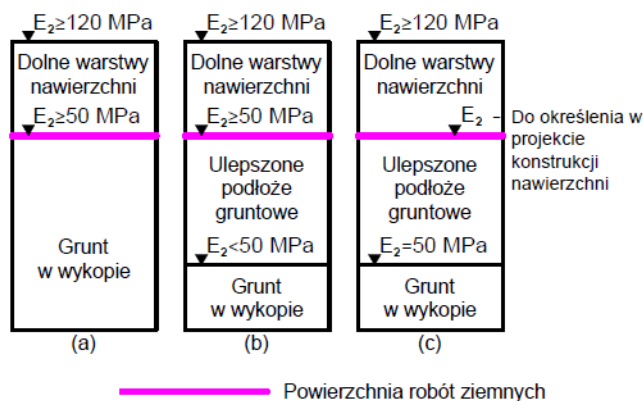 E₂≥120 MPa
Dolne warstwy
nawierzchni
E₂≥50 MPa
Grunt
w wykopie
(a)
E₂≥120 MPa
Dolne warstwy
nawierzchni
E₂≥50 MPa
Ulepszone
podłoże
gruntowe
E₂<50 MPa
Grunt
w wykopie
(b)
E₂≥120 MPa
Dolne warstwy
nawierzchni
E₂ - Do określenia w
projekcie
konstrukcji
nawierzchni
Ulepszone
podłoże
gruntowe
E₂=50 MPa
Grunt
w wykopie
(c)
Powierzchnia robót ziemnych